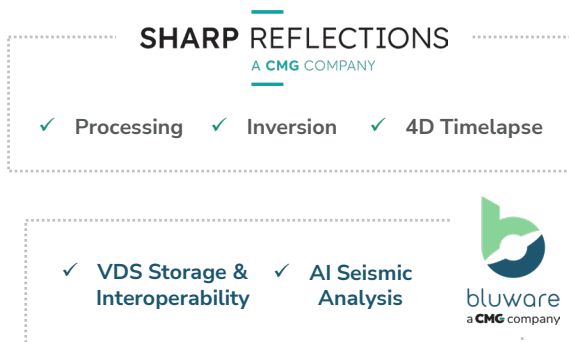 SHARP REFLECTIONS
A CMG COMPANY
✓ Processing ✓ Inversion ✓ 4D Timelapse
✓ VDS Storage & ✓ AI Seismic
Interoperability Analysis
bluware
a CMG company